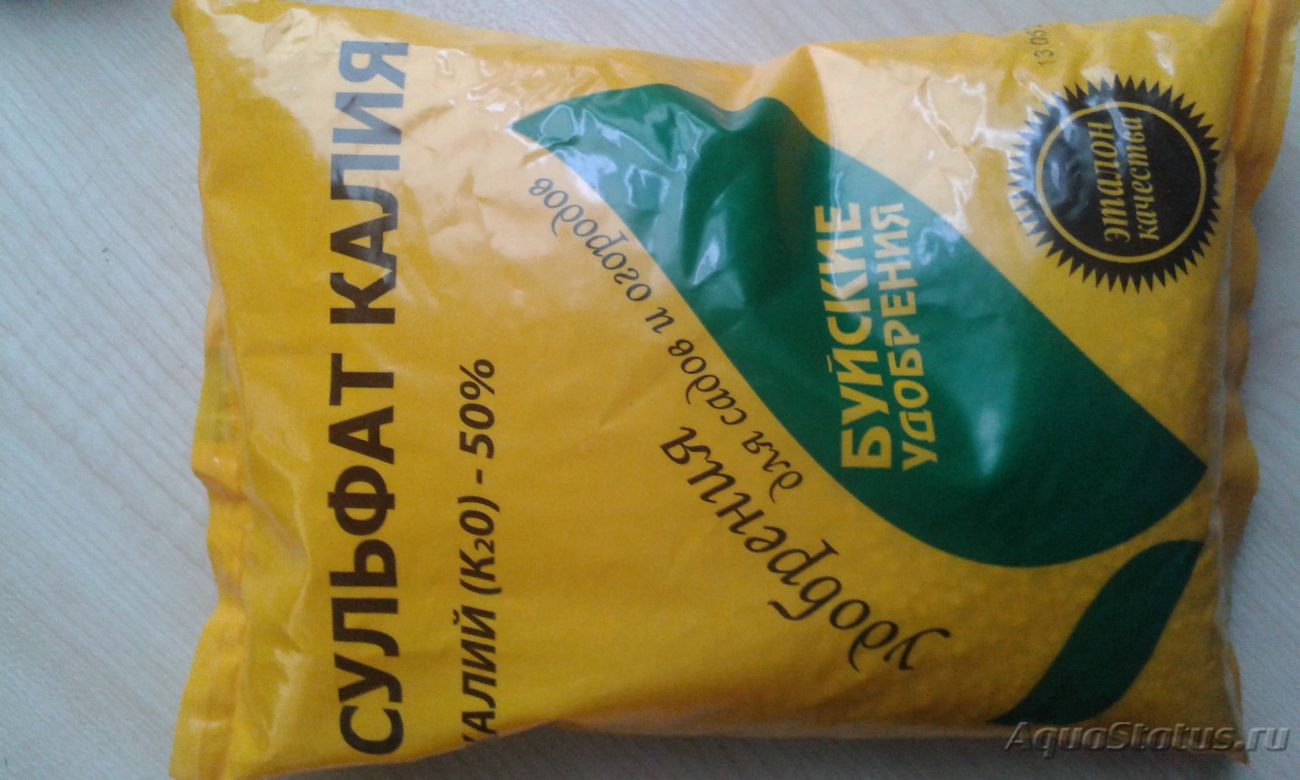 СУЛЬФАТ КАЛИЯ
КАЛИЙ (K₂O) – 50%
удобрения
для садов и огородов
БУЙСКИЕ
УДОБРЕНИЯ
эталон
качества
AquaStatus.ru